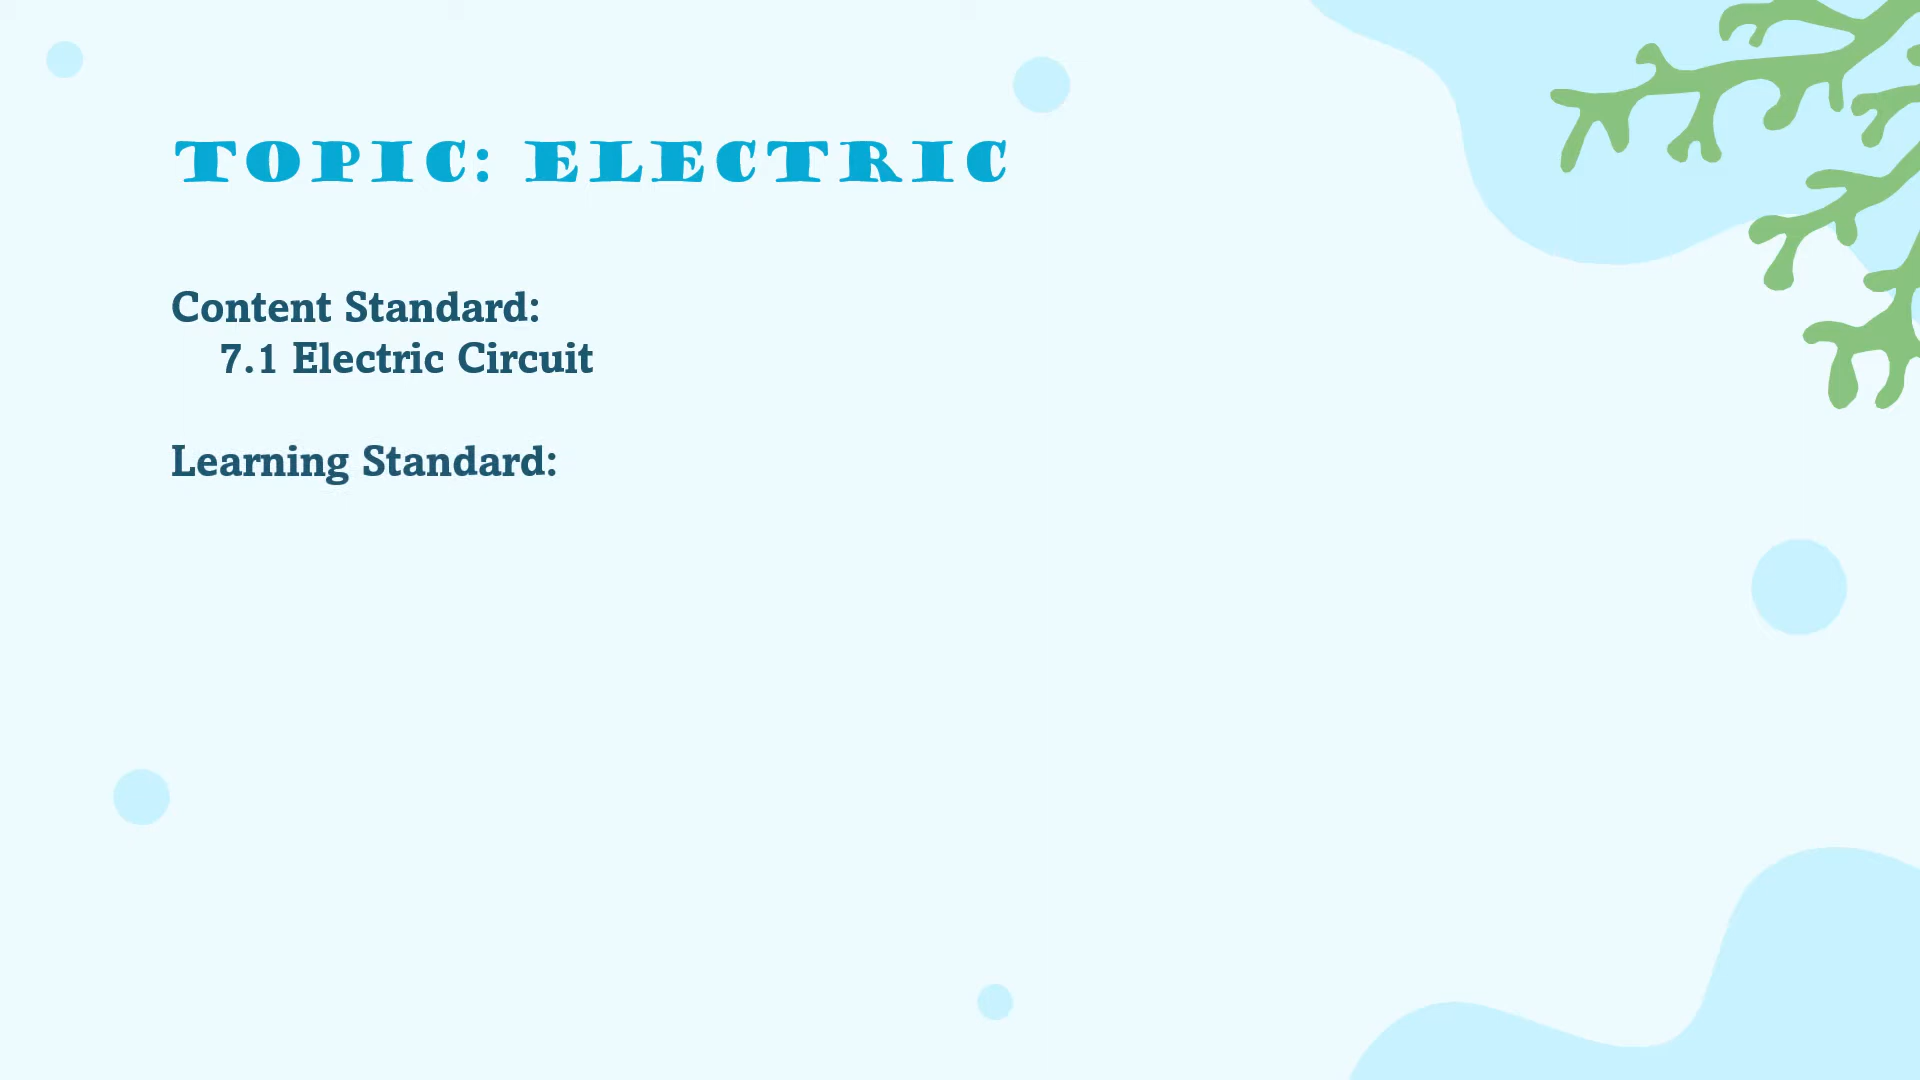 TOPIC: ELECTRIC
Content Standard:
7.1 Electric Circuit
Learning Standard: